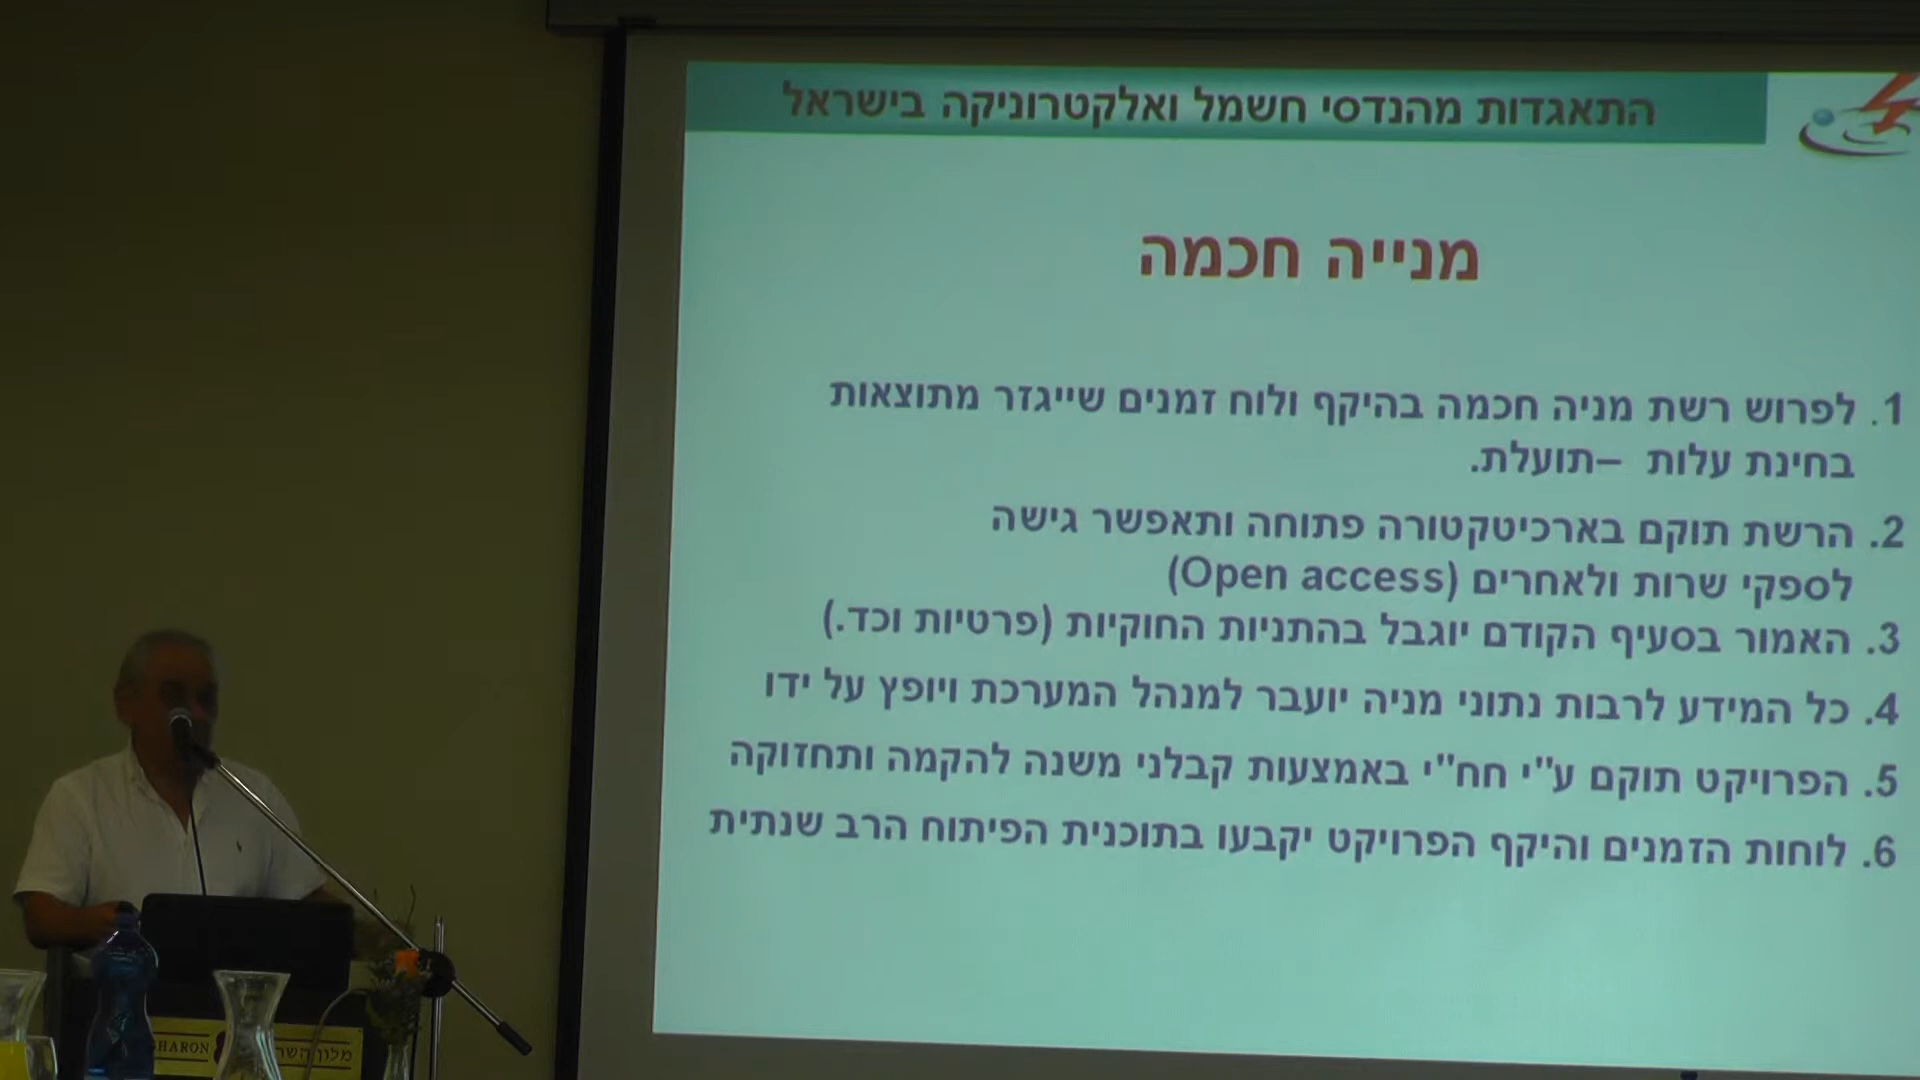 התאגדות מהנדסי חשמל ואלקטרוניקה בישראל
מנייה חכמה
1. לפרוש רשת מניה חכמה בהיקף ולוח זמנים שייגזר מתוצאות
בחינת עלות –תועלת.
2. הרשת תוקם בארכיטקטורה פתוחה ותאפשר גישה
לספקי שרות ולאחרים (Open access)
3. האמור בסעיף הקודם יוגבל בהתניות החוקיות (פרטיות וכד.)
4. כל המידע לרבות נתוני מניה יועבר למנהל המערכת ויופץ על ידו
5. הפרויקט תוקם ע"י חח"י באמצעות קבלני משנה להקמה ותחזוקה
6. לוחות הזמנים והיקף הפרויקט יקבעו בתוכנית הפיתוח הרב שנתית
מלון